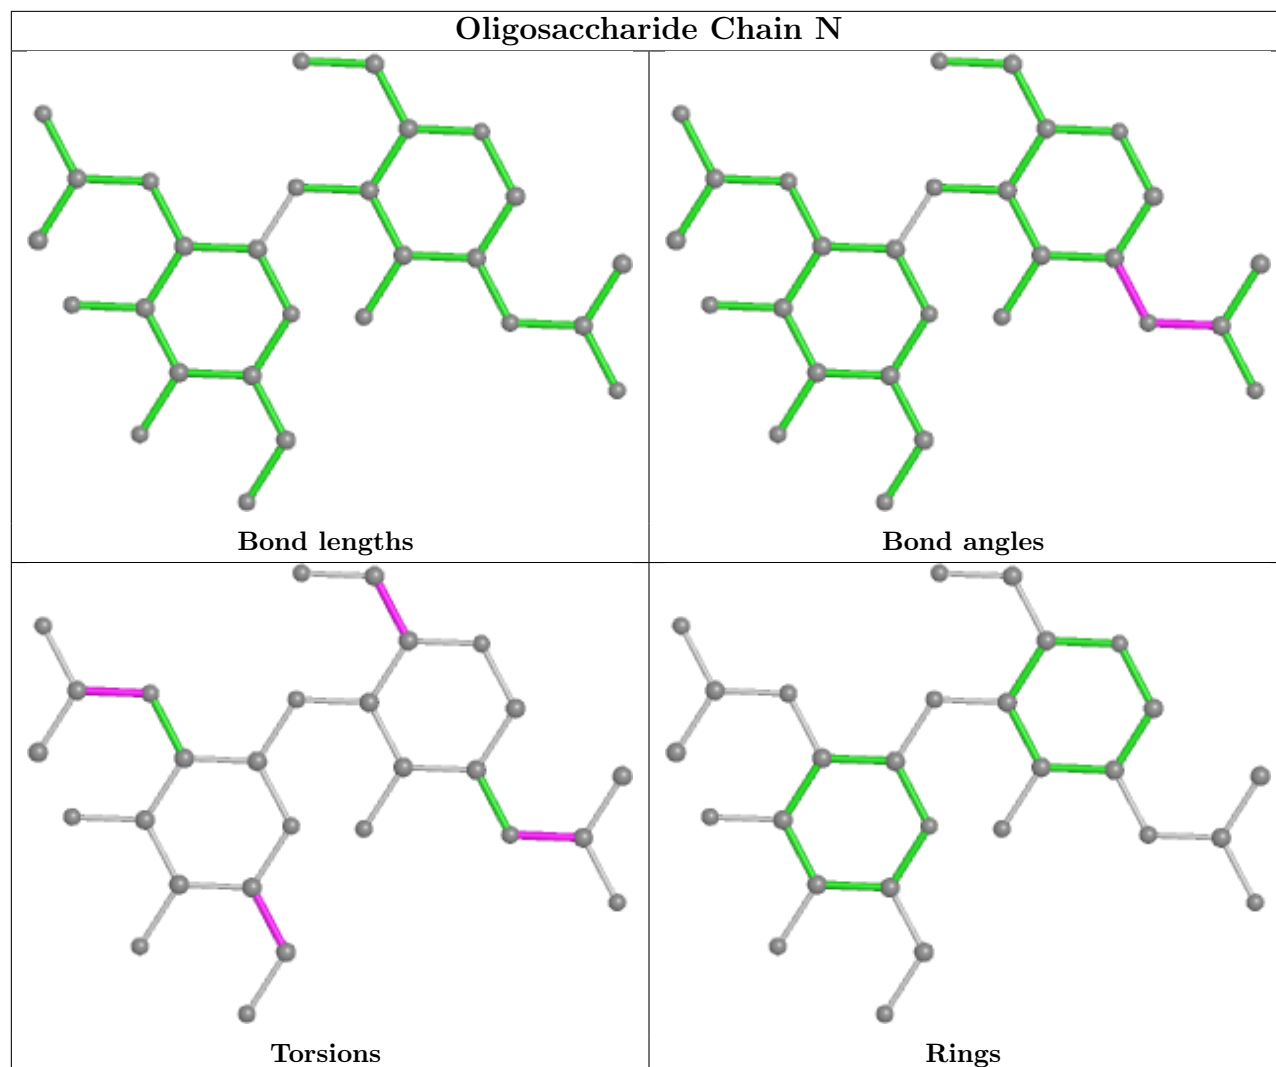 Oligosaccharide Chain N
Bond lengths
Bond angles
Torsions
Rings